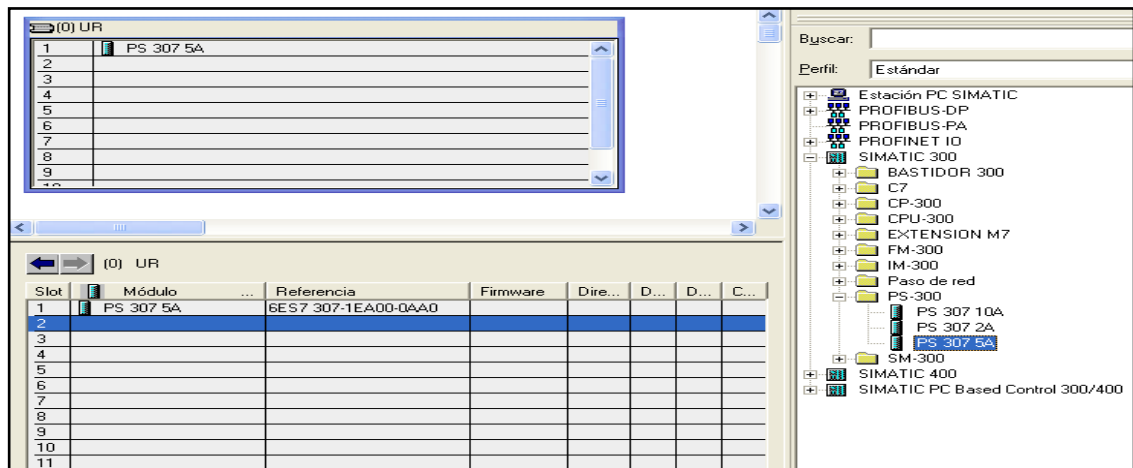 (0) UR
1 PS 307 5A
2
3
4
5
6
7
8
9
10
(0) UR
Slot Módulo ... Referencia Firmware Dire... D... D... C...
1 PS 307 5A 6ES7 307-1EA00-0AA0
2
3
4
5
6
7
8
9
10
11
Buscar:
Perfil: Estándar
Estación PC SIMATIC
PROFIBUS-DP
PROFIBUS-PA
PROFINET IO
SIMATIC 300
BASTIDOR 300
C7
CP-300
CPU-300
EXTENSION M7
FM-300
IM-300
Paso de red
PS-300
PS 307 10A
PS 307 2A
PS 307 5A
SM-300
SIMATIC 400
SIMATIC PC Based Control 300/400